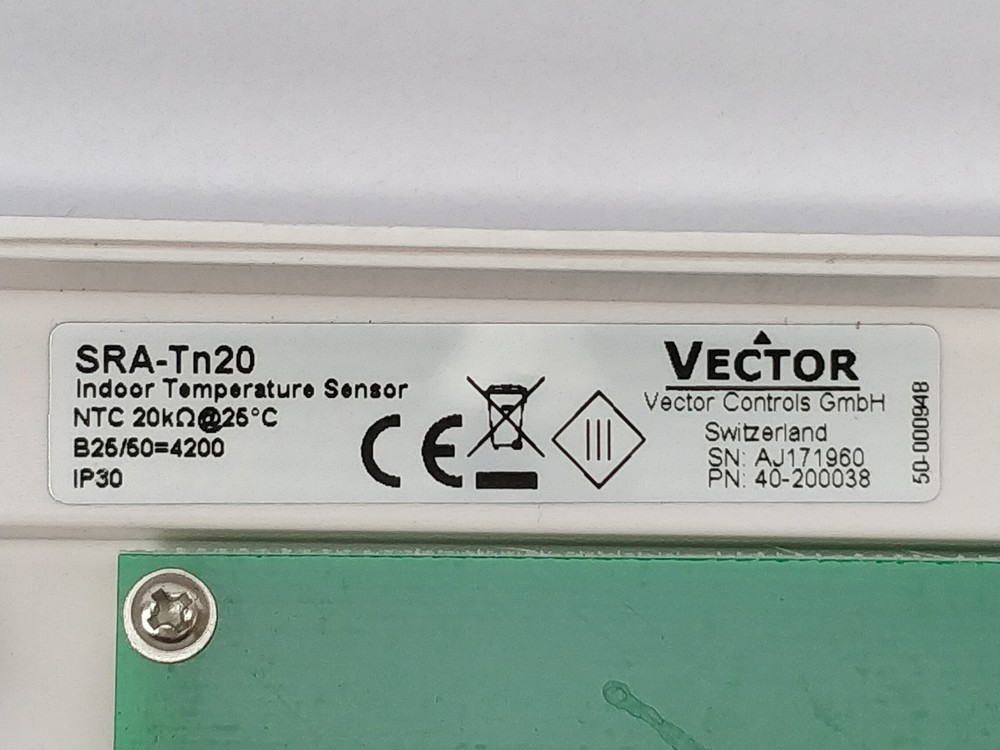 SRA-Tn20
Indoor Temperature Sensor
NTC 20kΩ@25°C
B25/50=4200
IP30
CE
III
VECTOR
Vector Controls GmbH
Switzerland
SN: AJ171960
PN: 40-200038
50-000948